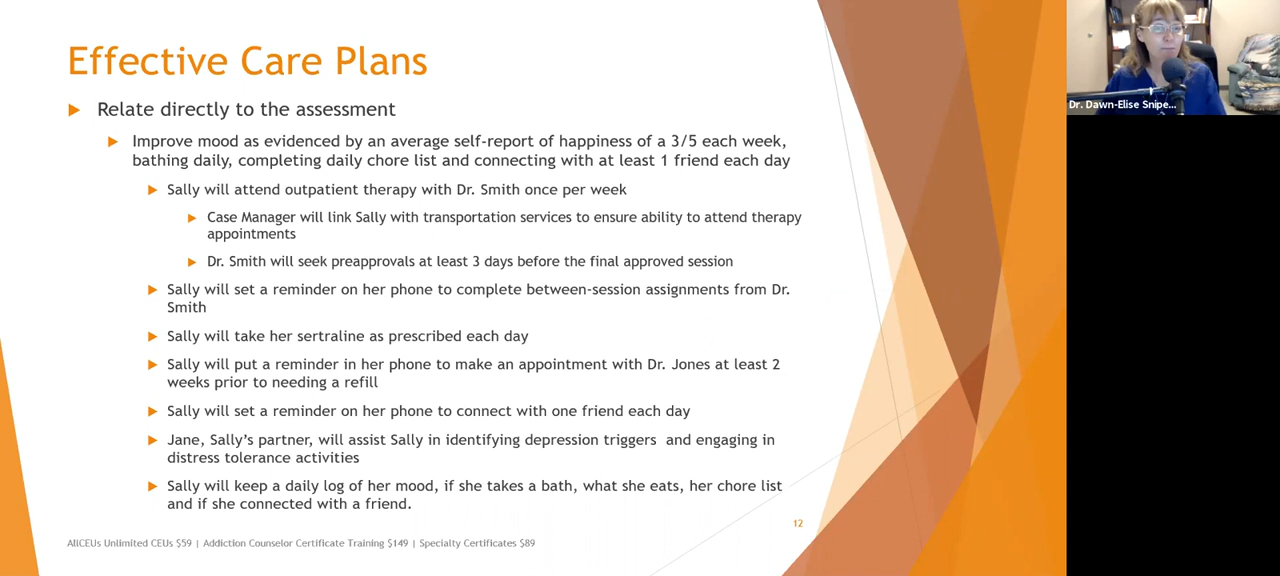 Effective Care Plans
Relate directly to the assessment
Improve mood as evidenced by an average self-report of happiness of a 3/5 each week,
bathing daily, completing daily chore list and connecting with at least 1 friend each day
Sally will attend outpatient therapy with Dr. Smith once per week
Case Manager will link Sally with transportation services to ensure ability to attend therapy
appointments
Dr. Smith will seek preapprovals at least 3 days before the final approved session
Sally will set a reminder on her phone to complete between-session assignments from Dr.
Smith
Sally will take her sertraline as prescribed each day
Sally will put a reminder in her phone to make an appointment with Dr. Jones at least 2
weeks prior to needing a refill
Sally will set a reminder on her phone to connect with one friend each day
Jane, Sally’s partner, will assist Sally in identifying depression triggers and engaging in
distress tolerance activities
Sally will keep a daily log of her mood, if she takes a bath, what she eats, her chore list
and if she connected with a friend.
12
AllCEUs Unlimited CEUs $59 | Addiction Counselor Certificate Training $149 | Specialty Certificates $89
Dr. Dawn-Elise Snipe...